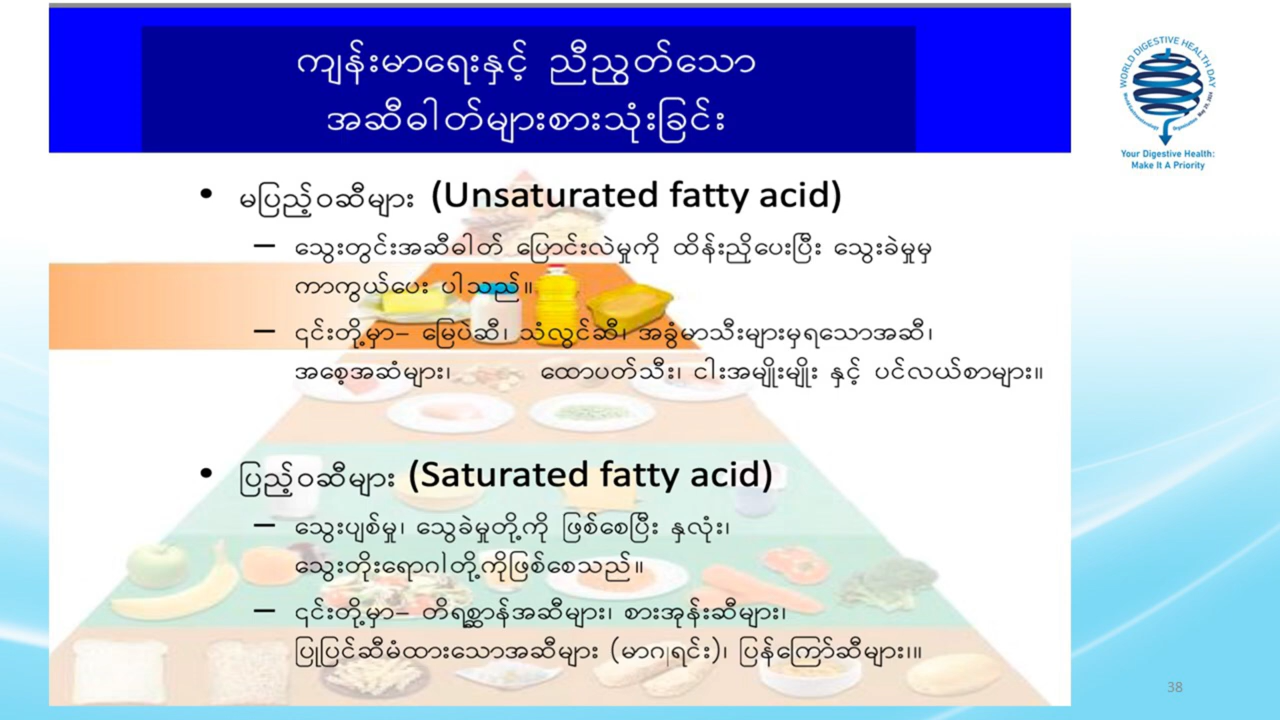 ကျန်းမာရေးနှင့် ညီညွတ်သော
အဆီဓါတ်များစားသုံးခြင်း
WORLD DIGESTIVE HEALTH DAY
Your Digestive Health:
Make It A Priority
• မပြည့်ဝဆီများ (Unsaturated fatty acid)
– သွေးတွင်းအဆီဓါတ် ပြောင်းလဲမှုကို ထိန်းညှိပေးပြီး သွေးခဲမှုမှ
ကာကွယ်ပေး ပါသည်။
– ၎င်းတို့မှာ– မြေပဲဆီ၊ သံလွင်ဆီ၊ အခွံမာသီးများမှရသောအဆီ၊
အစေ့အဆံများ၊ ထောပတ်သီး၊ ငါးအမျိုးမျိုး နှင့် ပင်လယ်စာများ။
• ပြည့်ဝဆီများ (Saturated fatty acid)
– သွေးပျစ်မှု၊ သွေခဲမှုတို့ကို ဖြစ်စေပြီး နှလုံး၊
သွေးတိုးရောဂါတို့ကိုဖြစ်စေသည်။
– ၎င်းတို့မှာ– တိရစ္ဆာန်အဆီများ၊ စားအုန်းဆီများ၊
ပြုပြင်ဆီမံထားသောအဆီများ (မာဂျရင်း)၊ ပြန်ကြော်ဆီများ၊။
38